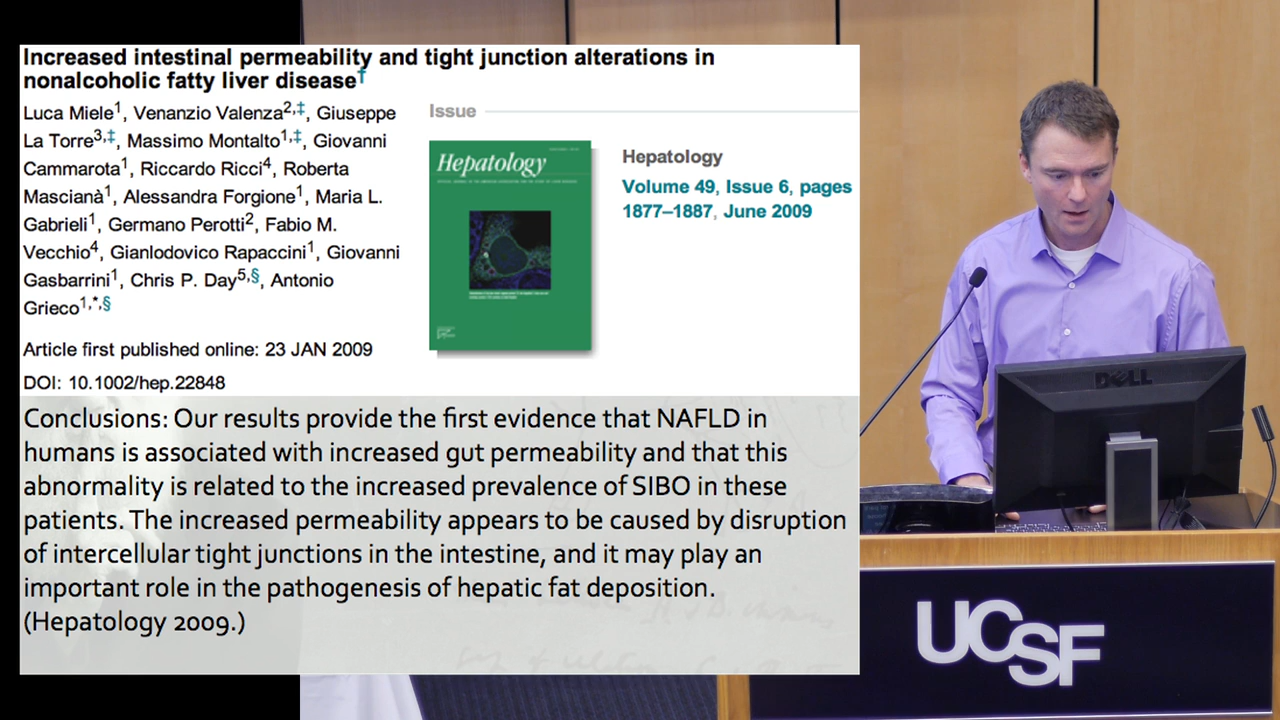 Increased intestinal permeability and tight junction alterations in
nonalcoholic fatty liver disease†
Luca Miele1, Venanzio Valenza2,‡, Giuseppe
La Torre3,‡, Massimo Montalto1,‡, Giovanni
Cammarota1, Riccardo Ricci4, Roberta
Mascianà1, Alessandra Forgione1, Maria L.
Gabrieli1, Germano Perotti2, Fabio M.
Vecchio4, Gianlodovico Rapaccini1, Giovanni
Gasbarrini1, Chris P. Day5,§, Antonio
Grieco1,*,§
Article first published online: 23 JAN 2009
DOI: 10.1002/hep.22848
Issue
Hepatology
Hepatology
Volume 49, Issue 6, pages
1877–1887, June 2009
Conclusions: Our results provide the first evidence that NAFLD in
humans is associated with increased gut permeability and that this
abnormality is related to the increased prevalence of SIBO in these
patients. The increased permeability appears to be caused by disruption
of intercellular tight junctions in the intestine, and it may play an
important role in the pathogenesis of hepatic fat deposition.
(Hepatology 2009.)
DELL
UCSF